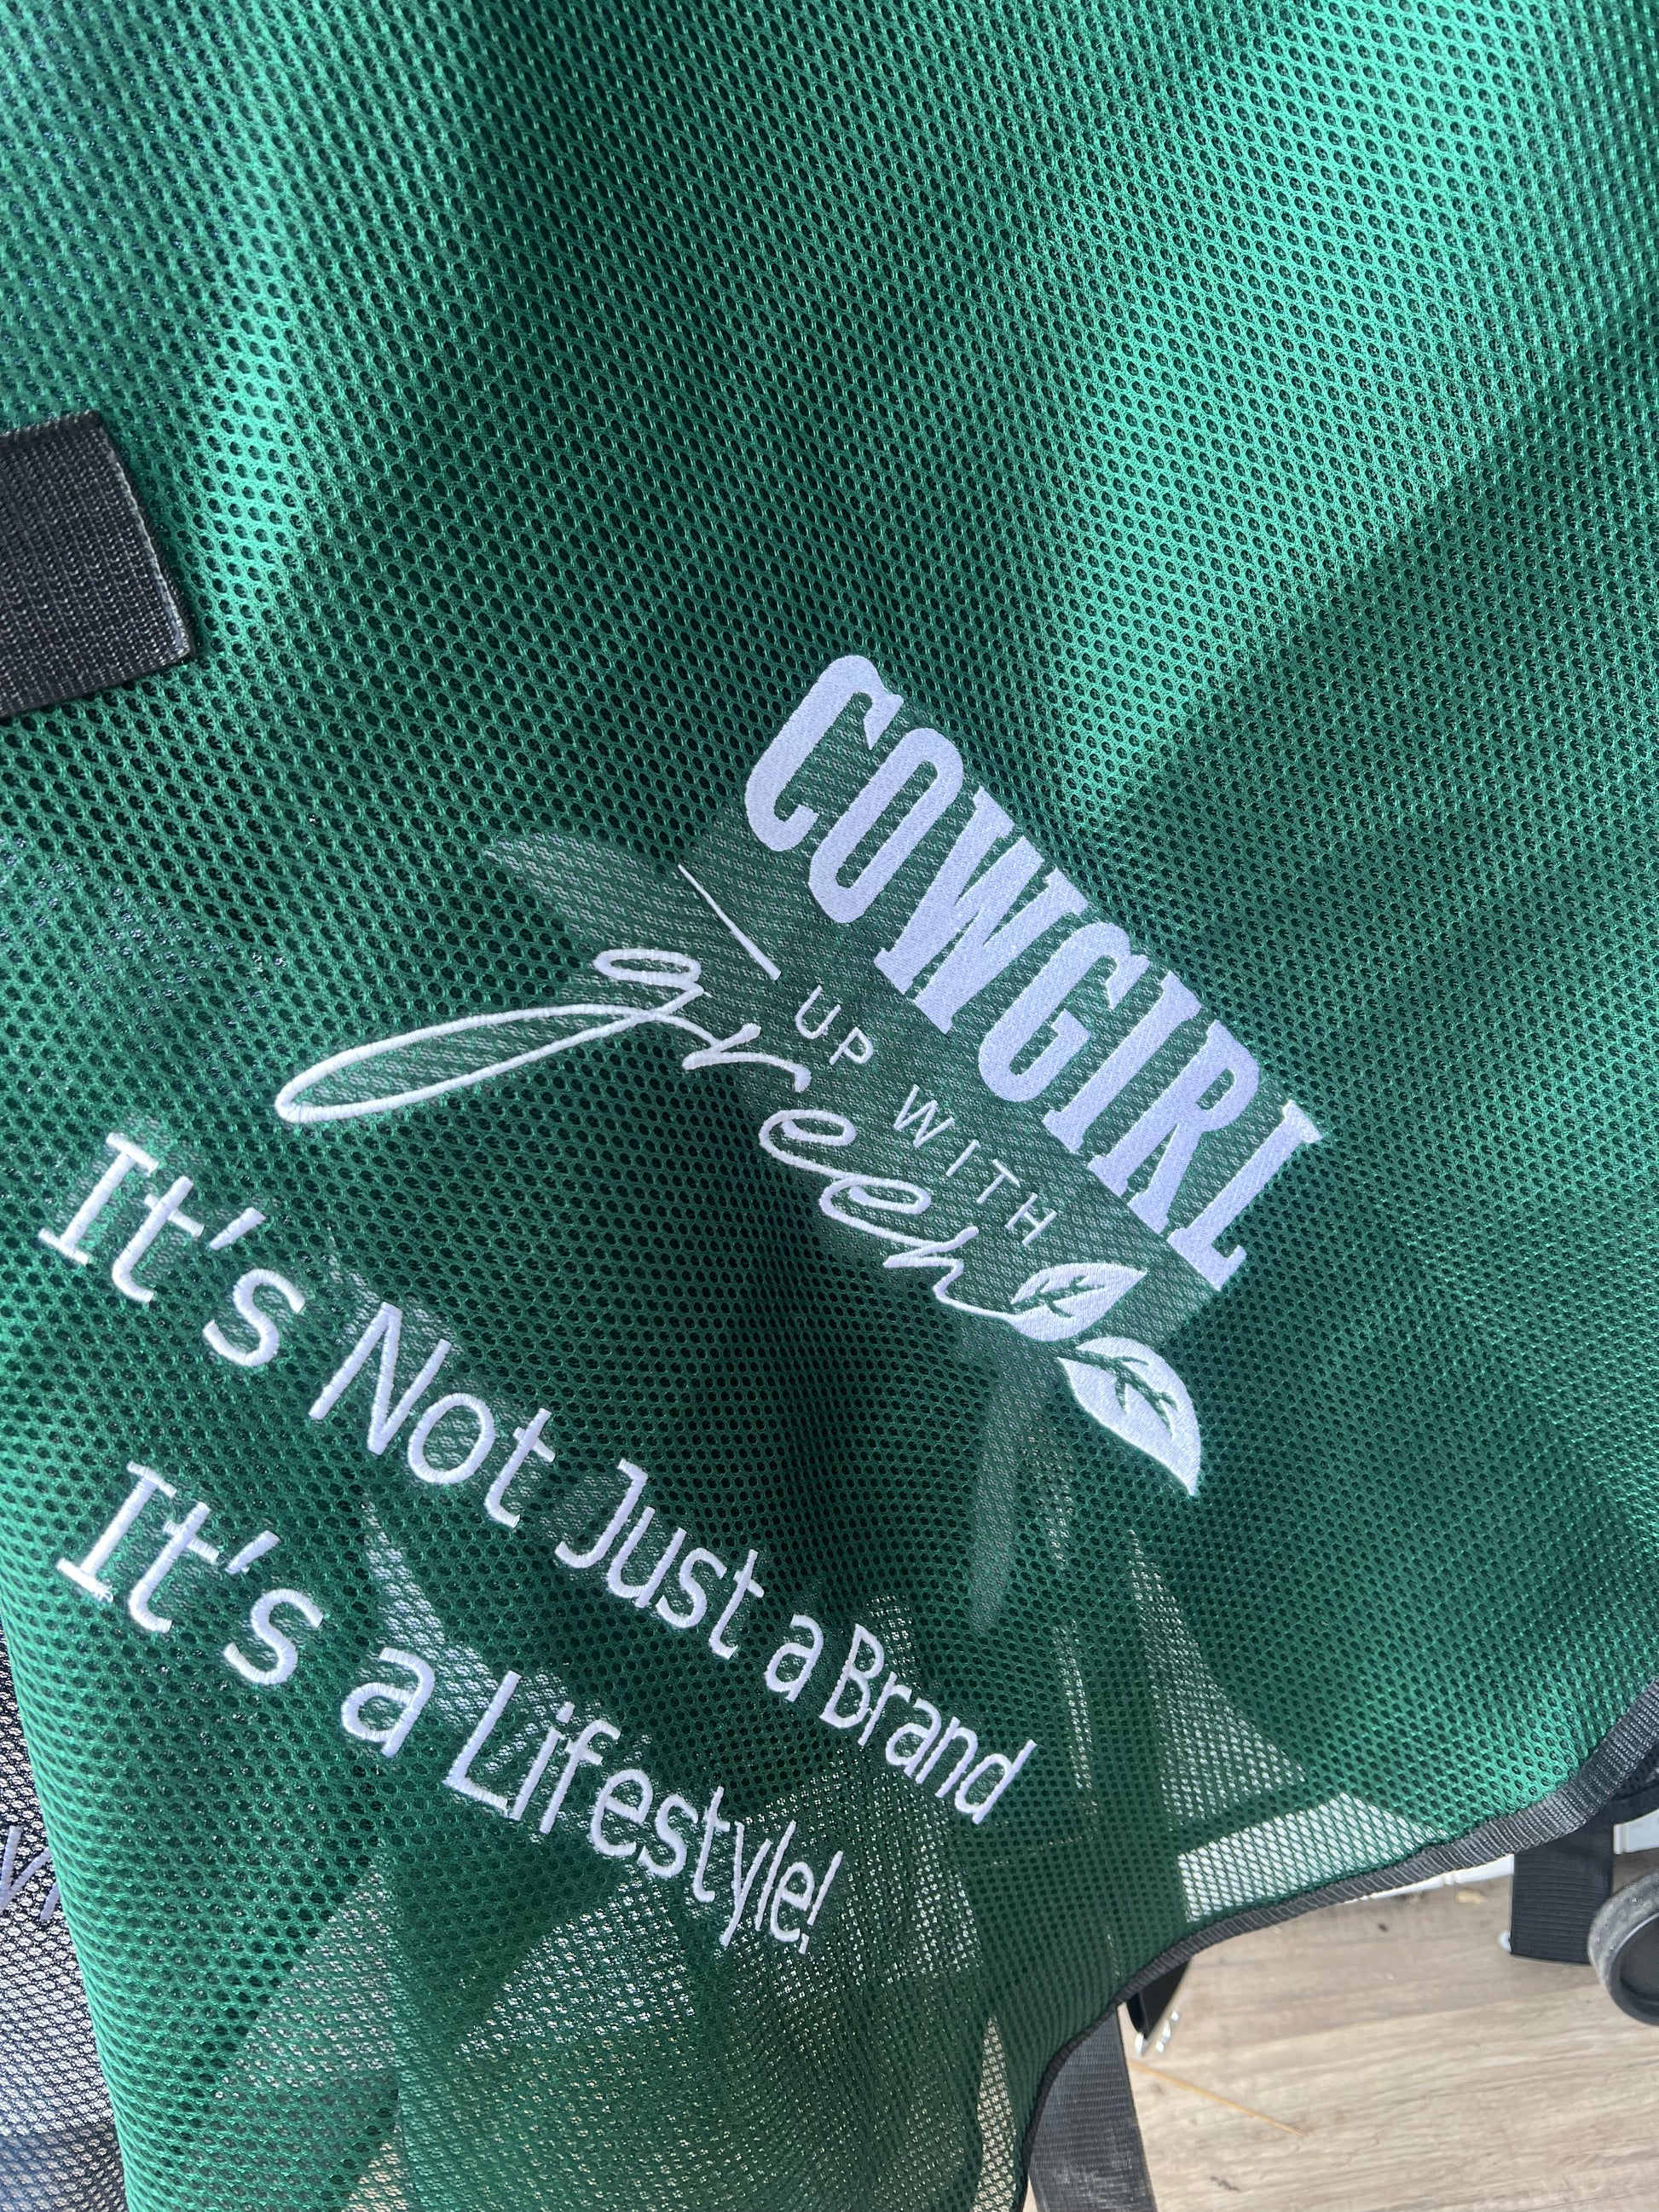 COWGIRL
UP WITH
green
It's Not Just a Brand
It's a Lifestyle!